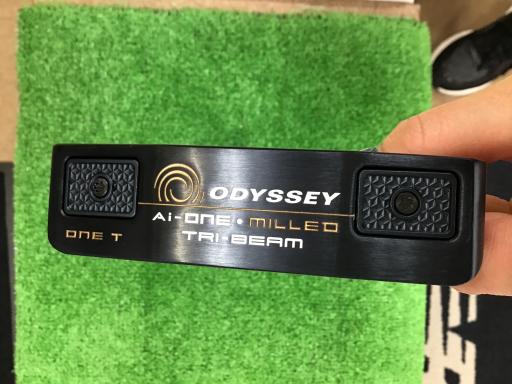 ODYSSEY
Ai-ONE • MILLED
TRI-BEAM
ONE T